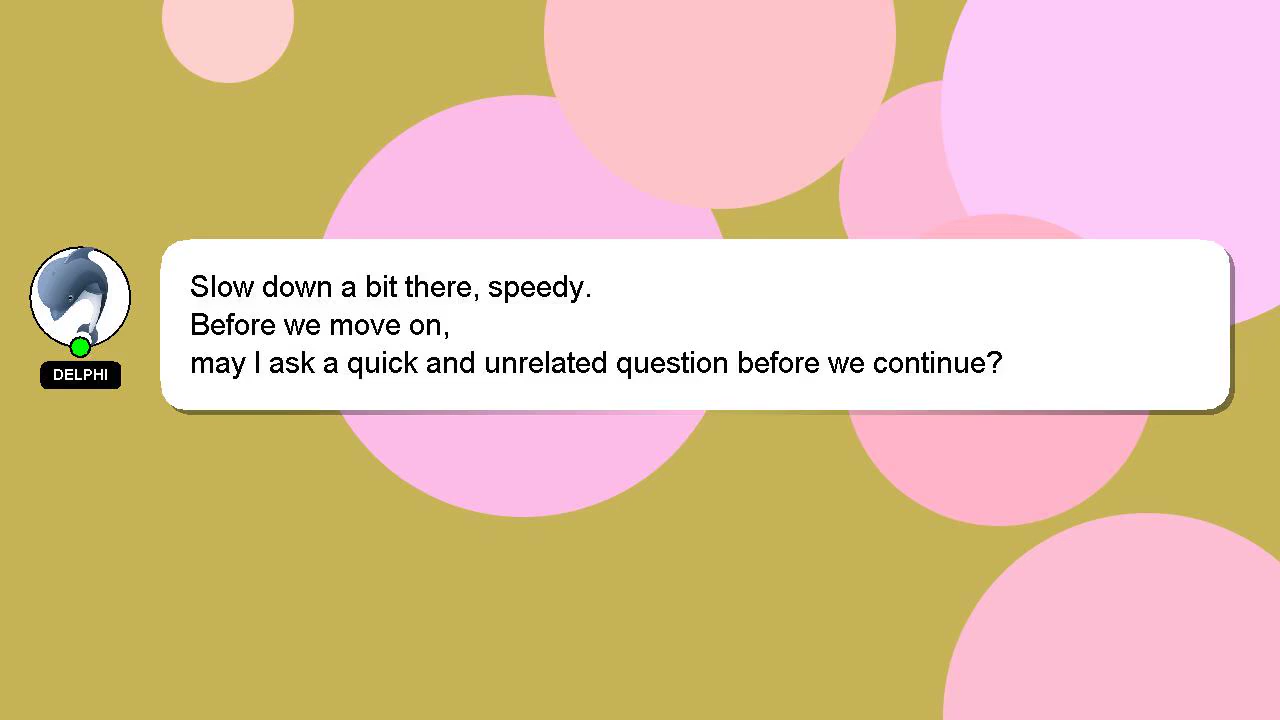 Slow down a bit there, speedy.
Before we move on,
may I ask a quick and unrelated question before we continue?
DELPHI